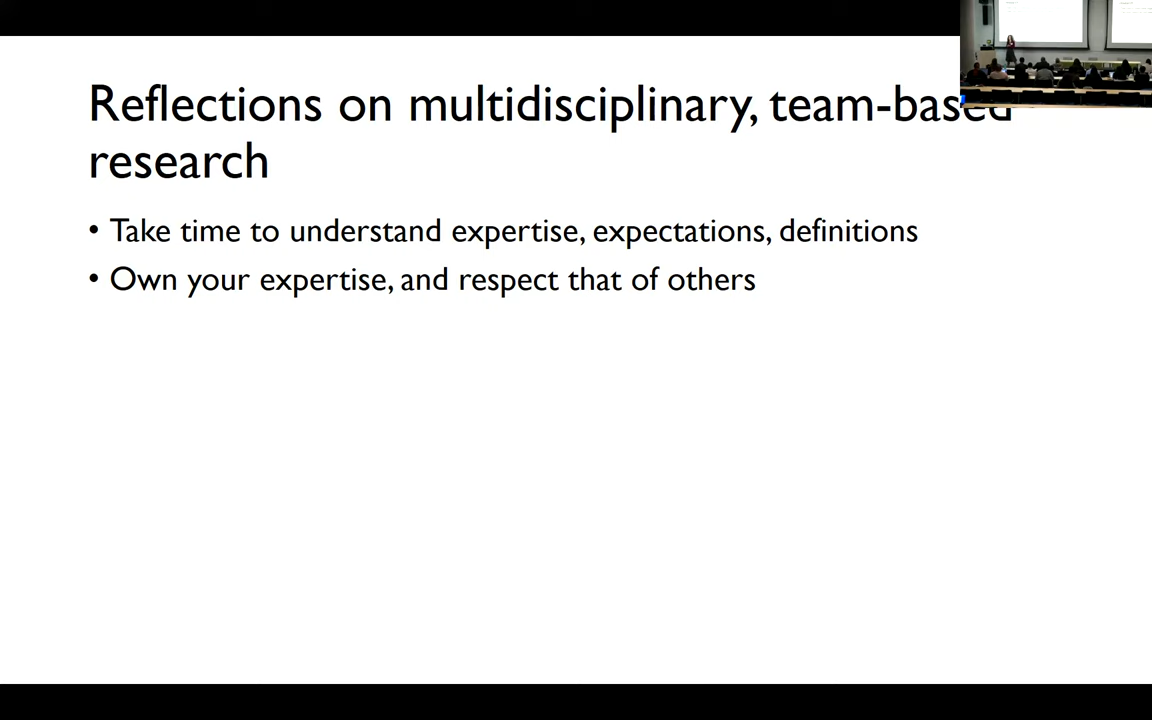 Reflections on multidisciplinary, team-based
research
• Take time to understand expertise, expectations, definitions
• Own your expertise, and respect that of others